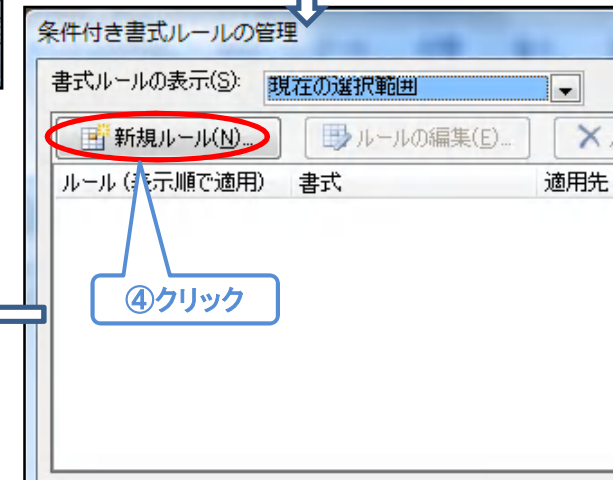 条件付き書式ルールの管理
書式ルールの表示(S): 現在の選択範囲
新規ルール(N)... ルールの編集(E)...
ルール (表示順で適用) 書式 適用先
④クリック